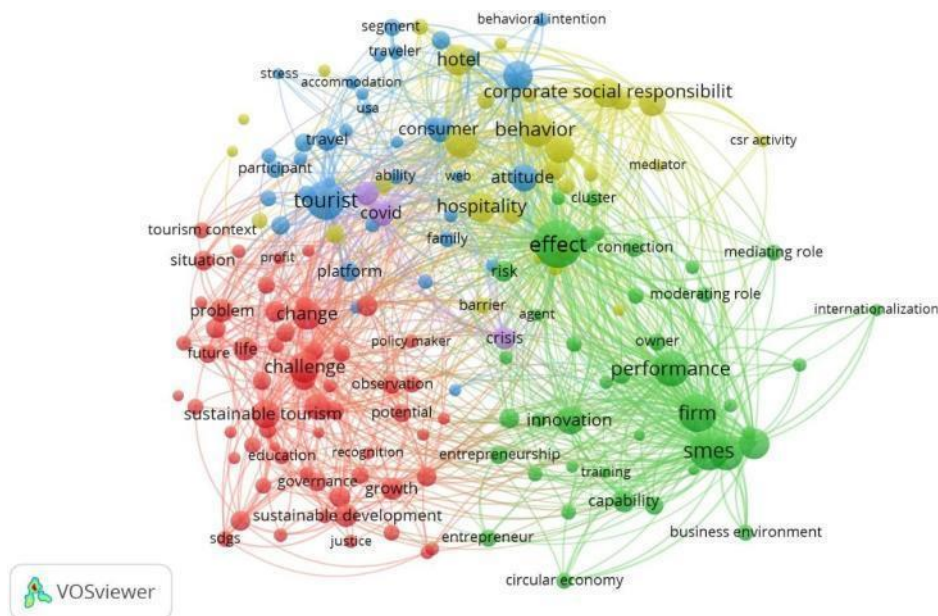 segment
behavioral intention
traveler
hotel
stress
accommodation
corporate social responsibilit
usa
travel
consumer
behavior
csr activity
participant
ability
web
attitude
mediator
tourist
covid
hospitality
cluster
tourism context
family
effect
connection
situation
profit
platform
risk
mediating role
problem
change
barrier
agent
moderating role
internationalization
future life
policy maker
crisis
owner
challenge
observation
performance
sustainable tourism
potential
innovation
firm
education
recognition
entrepreneurship
smes
governance
growth
training
capability
sustainable development
sdgs
justice
entrepreneur
business environment
circular economy
VOSviewer